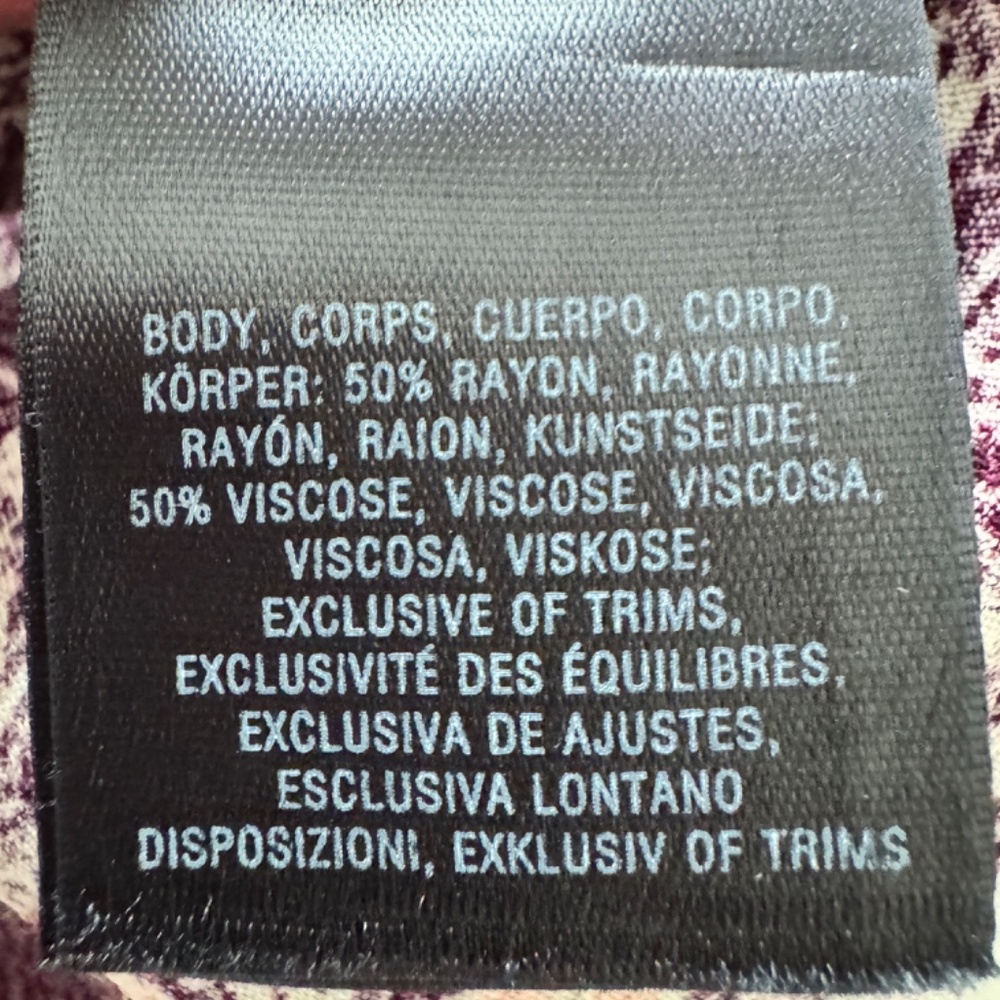 BODY, CORPS, CUERPO, CORPO,
KÖRPER: 50% RAYON, RAYONNE,
RAYÓN, RAION, KUNSTSEIDE;
50% VISCOSE, VISCOSE, VISCOSA,
VISCOSA, VISKOSE;
EXCLUSIVE OF TRIMS,
EXCLUSIVITÉ DES ÉQUILIBRES,
EXCLUSIVA DE AJUSTES,
ESCLUSIVA LONTANO
DISPOSIZIONI, EXKLUSIV OF TRIMS